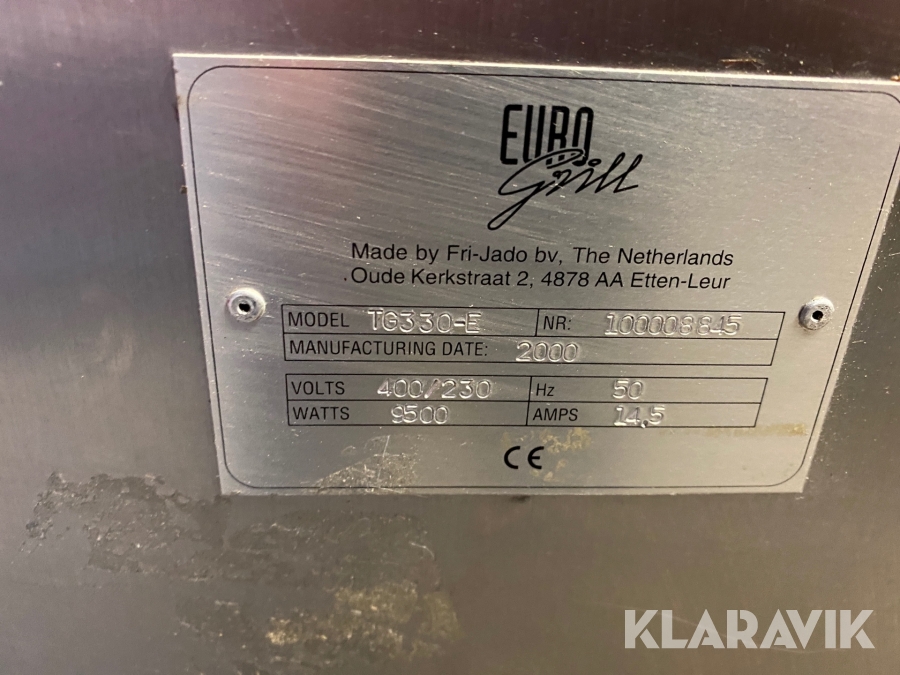 EURO
Grill
Made by Fri-Jado bv, The Netherlands
Oude Kerkstraat 2, 4878 AA Etten-Leur
MODEL TG330-E NR: 100008845
MANUFACTURING DATE: 2000
VOLTS 400/230 Hz 50
WATTS 9500 AMPS 14,5
CE
KLARAVIK